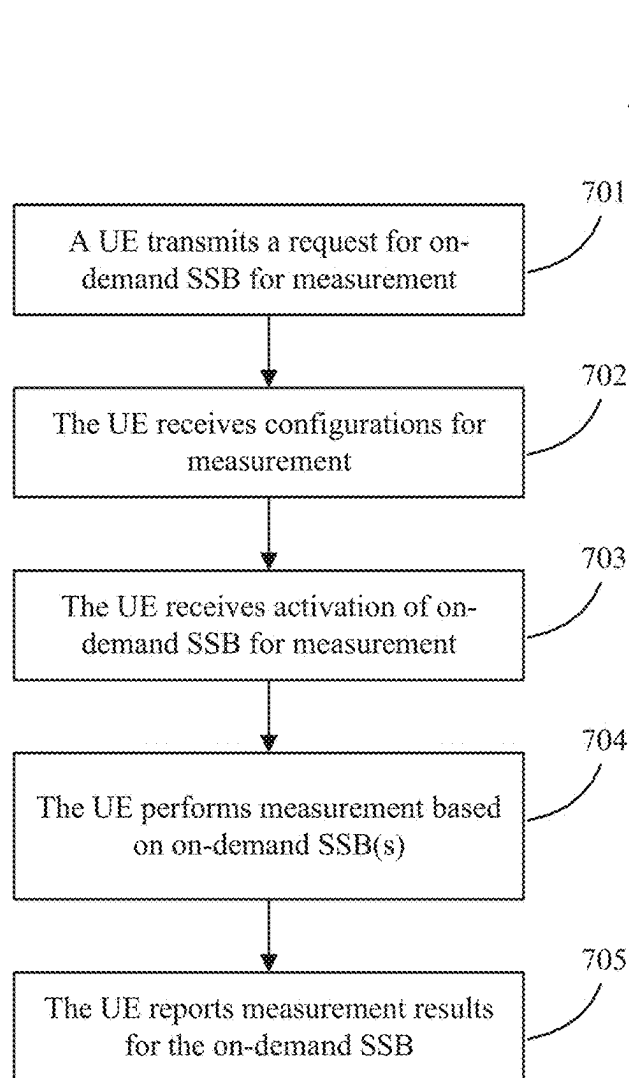 701
A UE transmits a request for on-
demand SSB for measurement
702
The UE receives configurations for
measurement
703
The UE receives activation of on-
demand SSB for measurement
704
The UE performs measurement based
on on-demand SSB(s)
705
The UE reports measurement results
for the on-demand SSB